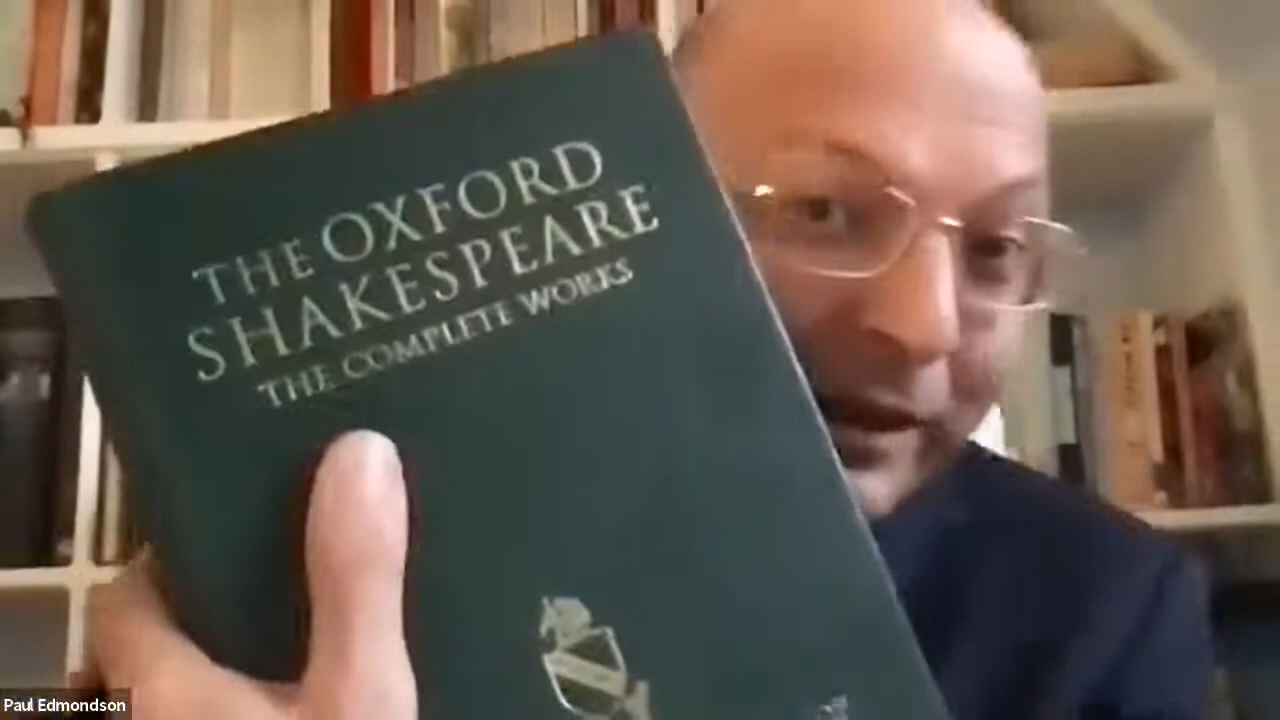 THE OXFORD
SHAKESPEARE
THE COMPLETE WORKS
Paul Edmondson